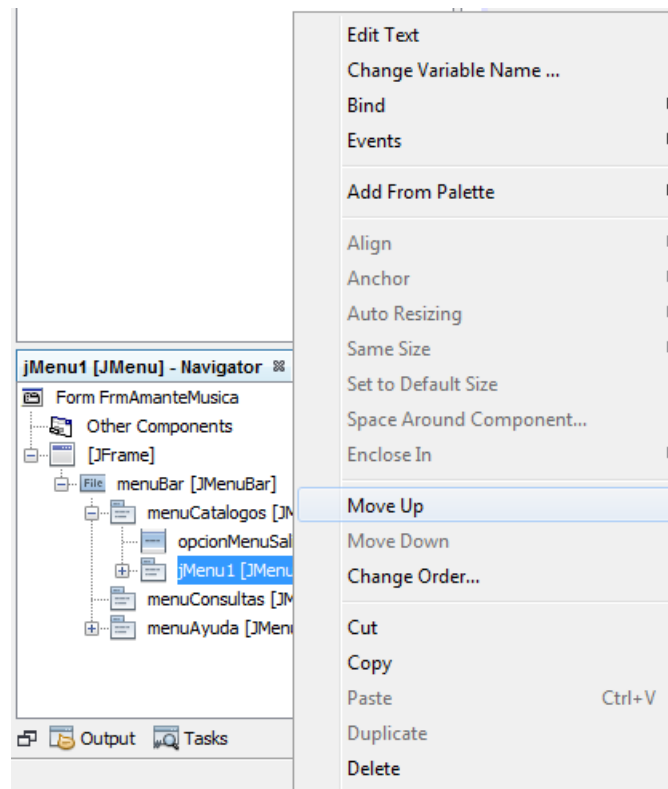 Edit Text
Change Variable Name ...
Bind
Events
Add From Palette
Align
Anchor
Auto Resizing
Same Size
Set to Default Size
Space Around Component...
Enclose In
Move Up
Move Down
Change Order...
Cut
Copy
Paste Ctrl+V
Duplicate
Delete
jMenu1 [JMenu] - Navigator
Form FrmAmanteMusica
Other Components
[JFrame]
File menuBar [JMenuBar]
menuCatalogos [JM
opcionMenuSal
jMenu1 [JMenu
menuConsultas [JM
menuAyuda [JMenu
Output Tasks